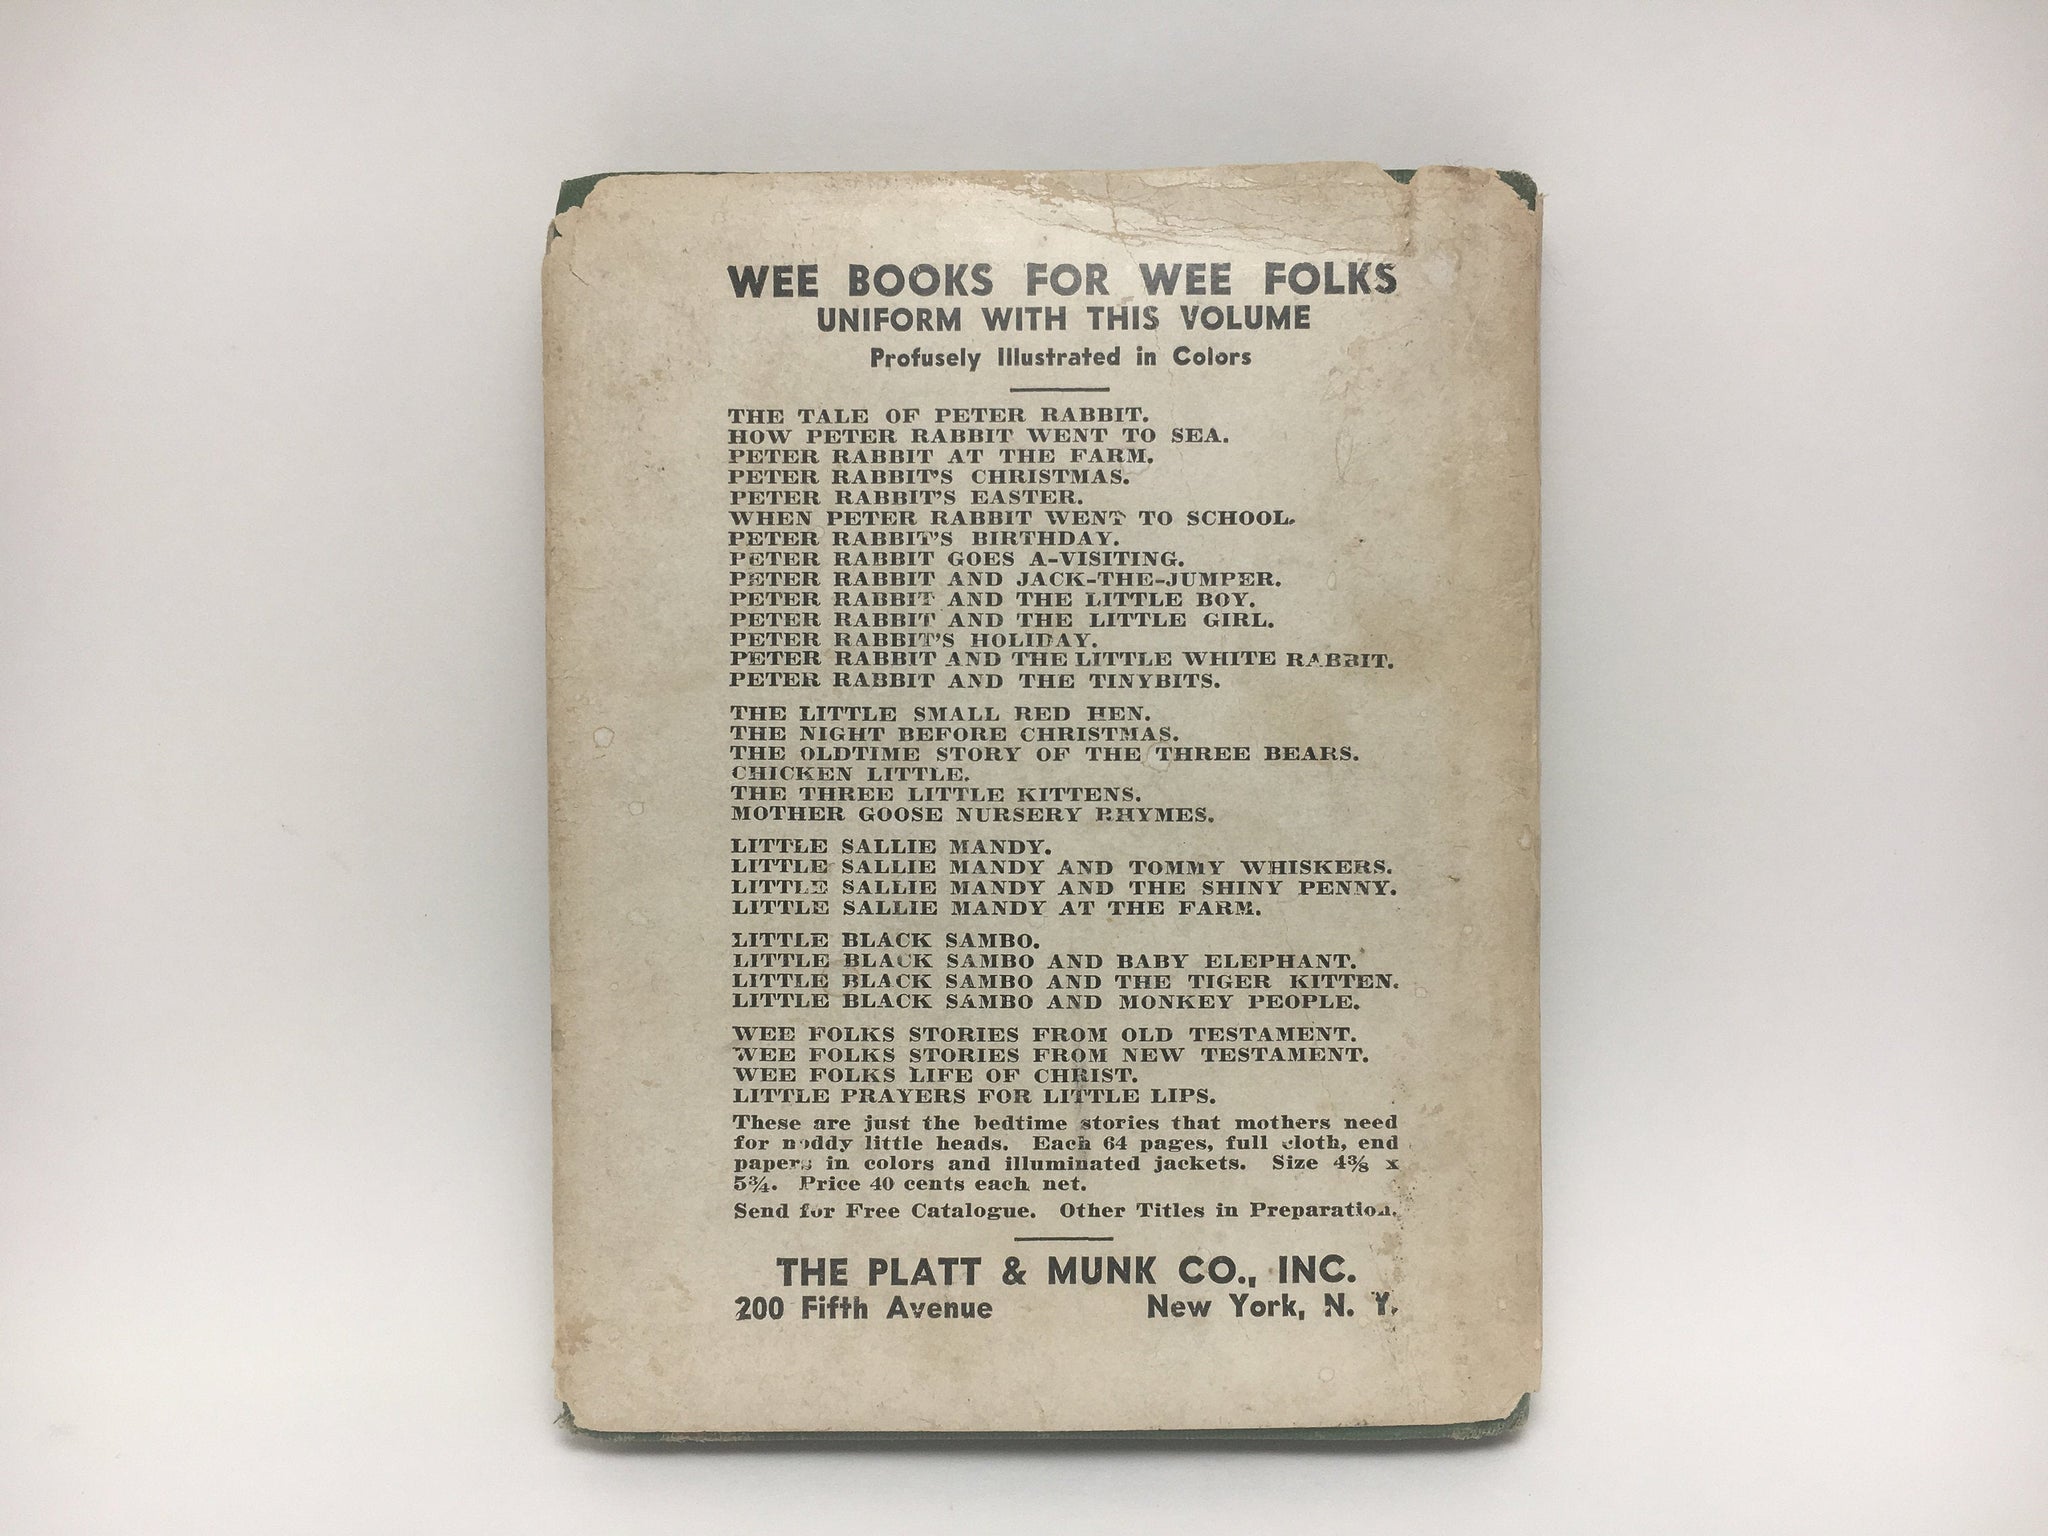 WEE BOOKS FOR WEE FOLKS
UNIFORM WITH THIS VOLUME
Profusely Illustrated in Colors
THE TALE OF PETER RABBIT.
HOW PETER RABBIT WENT TO SEA.
PETER RABBIT AT THE FARM.
PETER RABBIT'S CHRISTMAS.
PETER RABBIT'S EASTER.
WHEN PETER RABBIT WENT TO SCHOOL.
PETER RABBIT'S BIRTHDAY.
PETER RABBIT GOES A-VISITING.
PETER RABBIT AND JACK-THE-JUMPER.
PETER RABBIT AND THE LITTLE BOY.
PETER RABBIT AND THE LITTLE GIRL.
PETER RABBIT'S HOLIDAY.
PETER RABBIT AND THE LITTLE WHITE RABBIT.
PETER RABBIT AND THE TINYBITS.
THE LITTLE SMALL RED HEN.
THE NIGHT BEFORE CHRISTMAS.
THE OLDTIME STORY OF THE THREE BEARS.
CHICKEN LITTLE.
THE THREE LITTLE KITTENS.
MOTHER GOOSE NURSERY RHYMES.
LITTLE SALLIE MANDY.
LITTLE SALLIE MANDY AND TOMMY WHISKERS.
LITTLE SALLIE MANDY AND THE SHINY PENNY.
LITTLE SALLIE MANDY AT THE FARM.
LITTLE BLACK SAMBO.
LITTLE BLACK SAMBO AND BABY ELEPHANT.
LITTLE BLACK SAMBO AND THE TIGER KITTEN.
LITTLE BLACK SAMBO AND MONKEY PEOPLE.
WEE FOLKS STORIES FROM OLD TESTAMENT.
WEE FOLKS STORIES FROM NEW TESTAMENT.
WEE FOLKS LIFE OF CHRIST.
LITTLE PRAYERS FOR LITTLE LIPS.
These are just the bedtime stories that mothers need
for noddy little heads. Each 64 pages, full cloth, end
papers in colors and illuminated jackets. Size 4⅜ x
5¾. Price 40 cents each net.
Send for Free Catalogue. Other Titles in Preparation.
THE PLATT & MUNK CO., INC.
200 Fifth Avenue New York, N. Y.